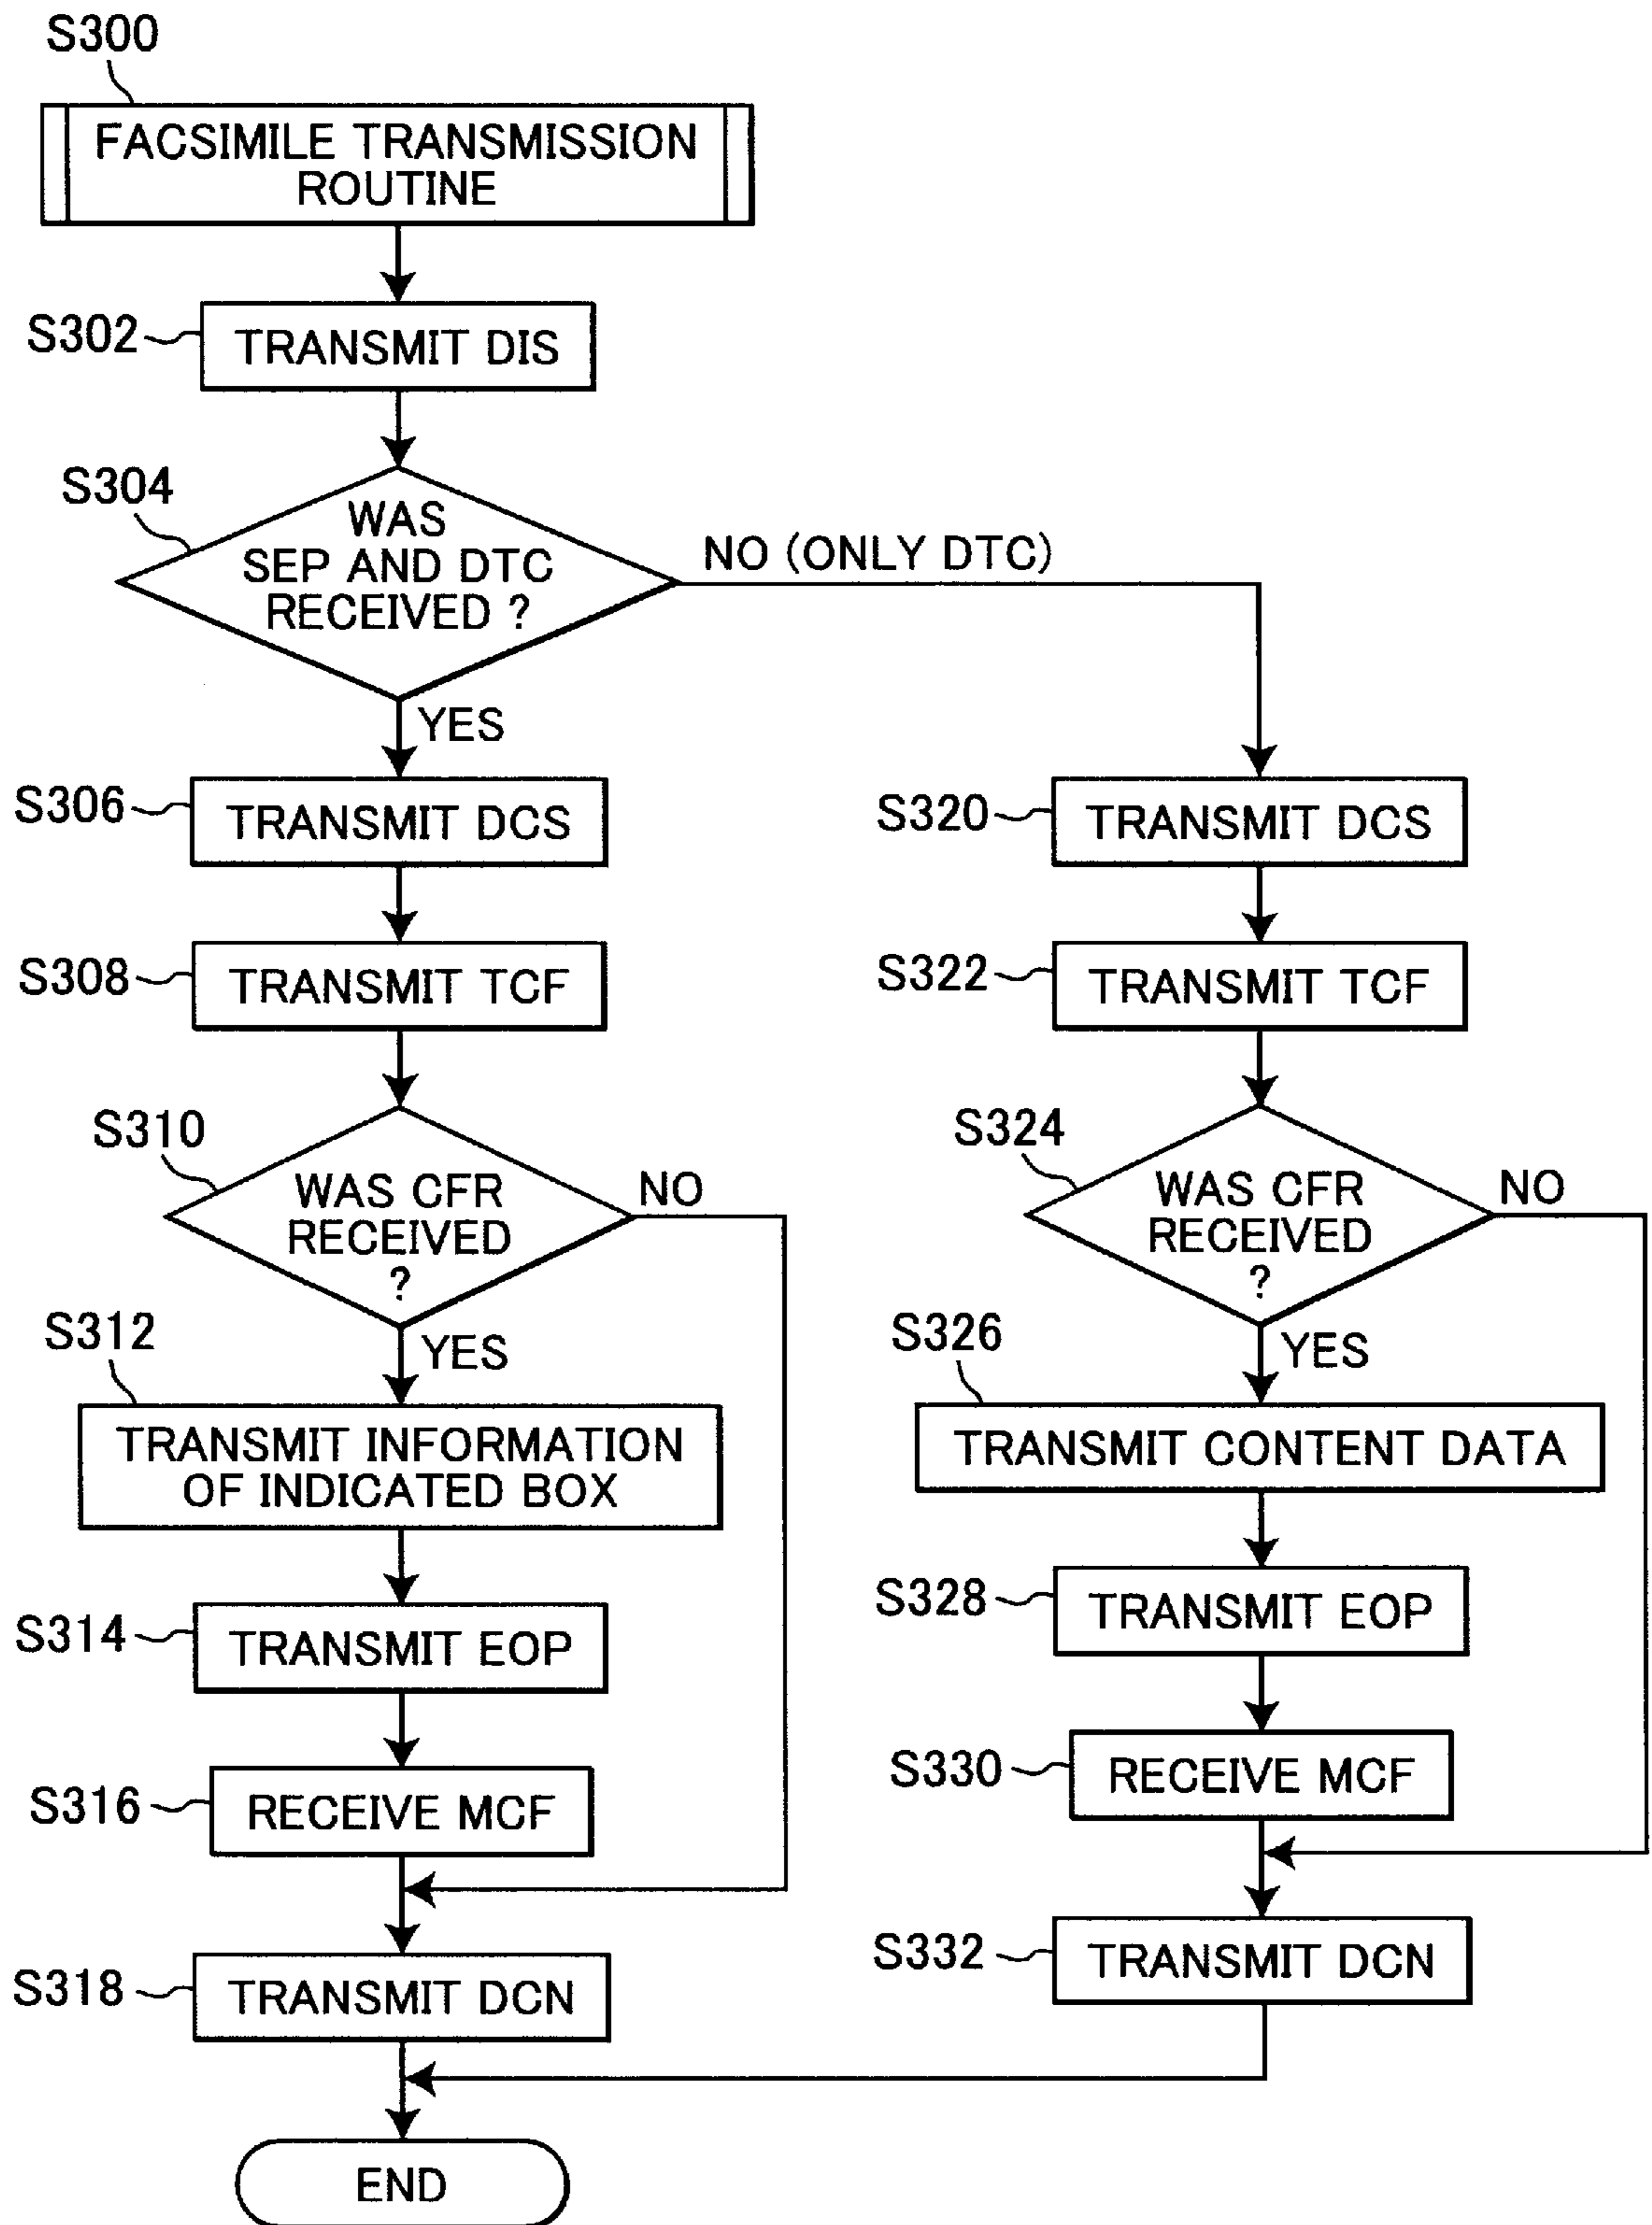 S300
FACSIMILE TRANSMISSION
ROUTINE
S302
TRANSMIT DIS
S304
WAS
SEP AND DTC
RECEIVED ?
NO (ONLY DTC)
YES
S306
TRANSMIT DCS
S308
TRANSMIT TCF
S310
WAS CFR
RECEIVED
?
NO
YES
S312
TRANSMIT INFORMATION
OF INDICATED BOX
S314
TRANSMIT EOP
S316
RECEIVE MCF
S318
TRANSMIT DCN
S320
TRANSMIT DCS
S322
TRANSMIT TCF
S324
WAS CFR
RECEIVED
?
NO
YES
S326
TRANSMIT CONTENT DATA
S328
TRANSMIT EOP
S330
RECEIVE MCF
S332
TRANSMIT DCN
END